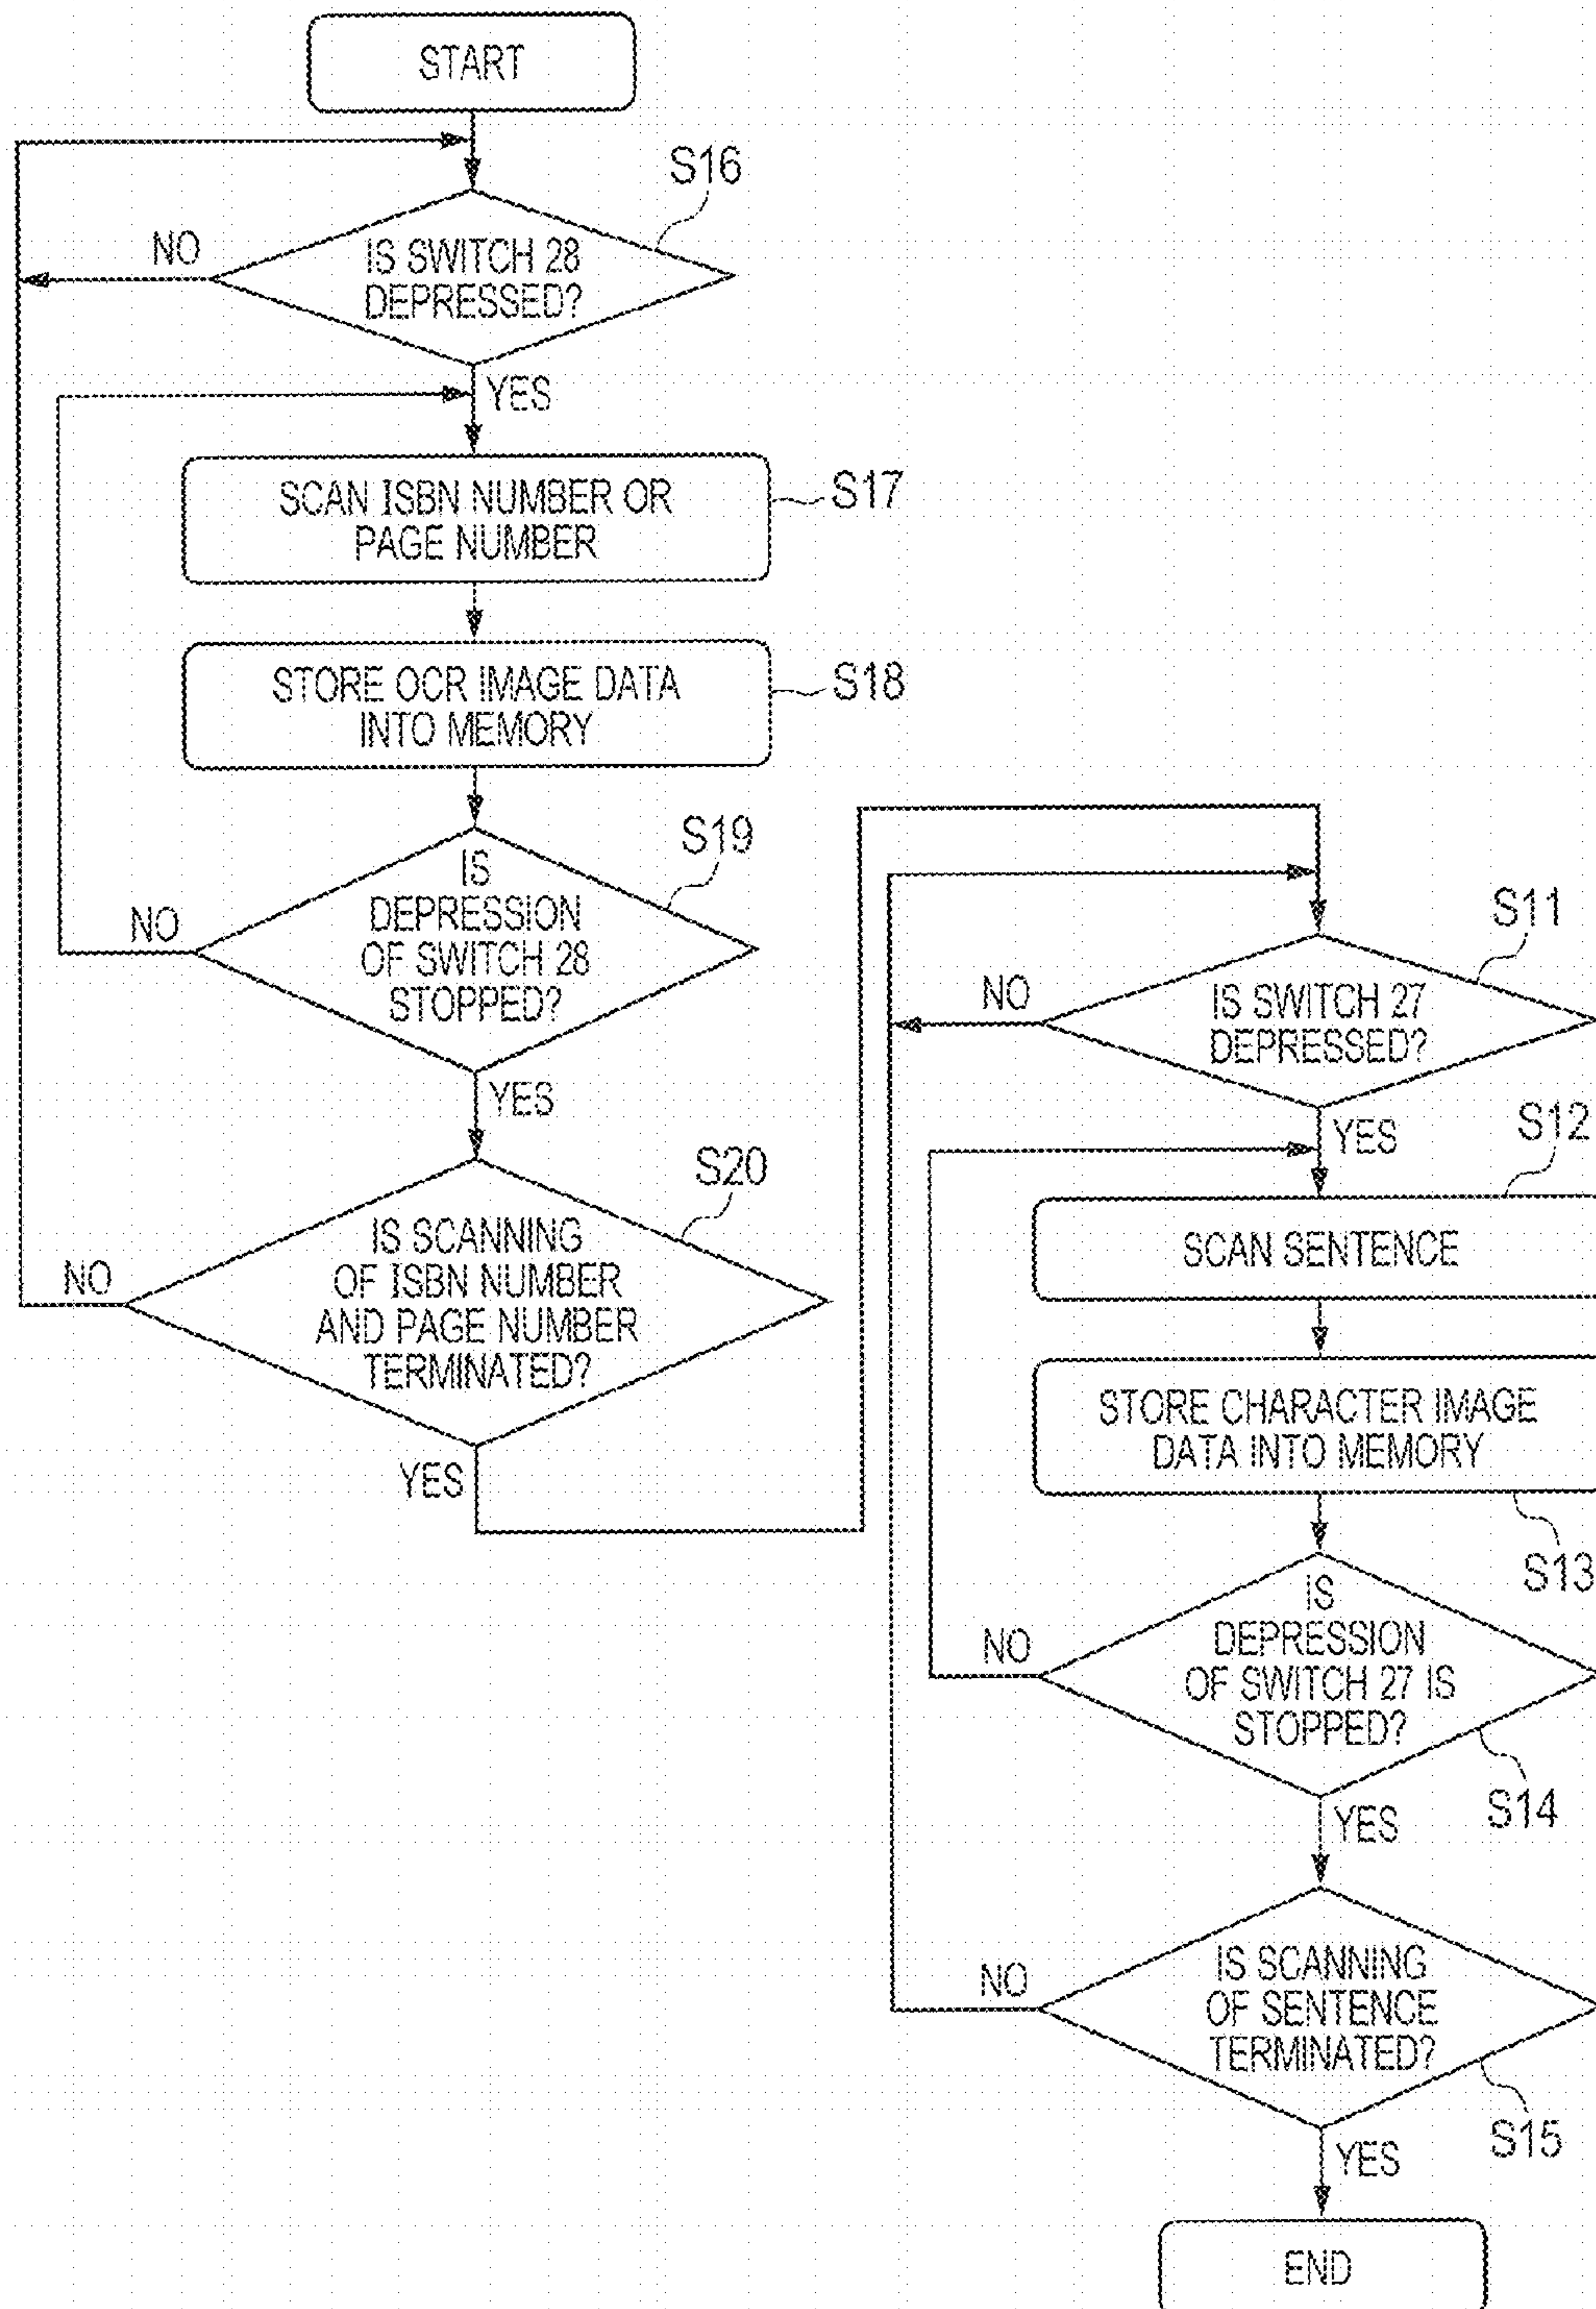 START
S16
NO
IS SWITCH 28
DEPRESSED?
YES
SCAN ISBN NUMBER OR
PAGE NUMBER
S17
STORE OCR IMAGE DATA
INTO MEMORY
S18
S19
IS
DEPRESSION
OF SWITCH 28
STOPPED?
NO
YES
S20
IS SCANNING
OF ISBN NUMBER
AND PAGE NUMBER
TERMINATED?
NO
YES
S11
NO
IS SWITCH 27
DEPRESSED?
YES
S12
SCAN SENTENCE
STORE CHARACTER IMAGE
DATA INTO MEMORY
S13
IS
DEPRESSION
OF SWITCH 27 IS
STOPPED?
NO
S14
YES
IS SCANNING
OF SENTENCE
TERMINATED?
NO
S15
YES
END